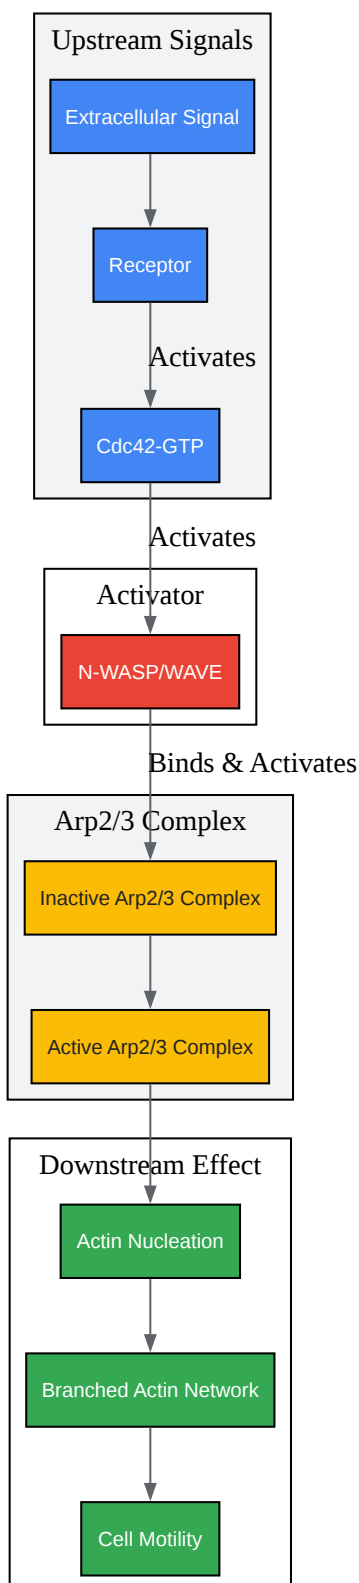 Upstream Signals
Extracellular Signal
Receptor
Activates
Cdc42-GTP
Activates
Activator
N-WASP/WAVE
Binds & Activates
Arp2/3 Complex
Inactive Arp2/3 Complex
Active Arp2/3 Complex
Downstream Effect
Actin Nucleation
Branched Actin Network
Cell Motility